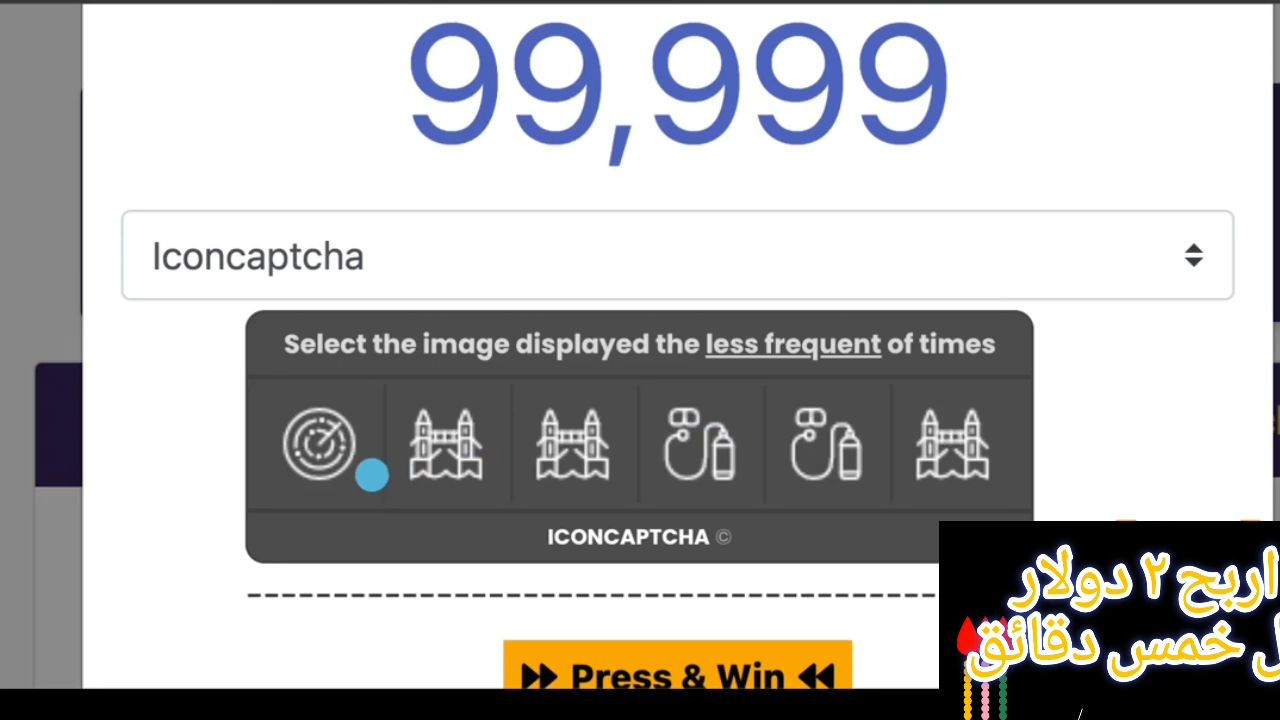 99,999
Iconcaptcha
Select the image displayed the less frequent of times
ICONCAPTCHA ©
Press & Win
اربح ٢ دولار
خمس دقائق